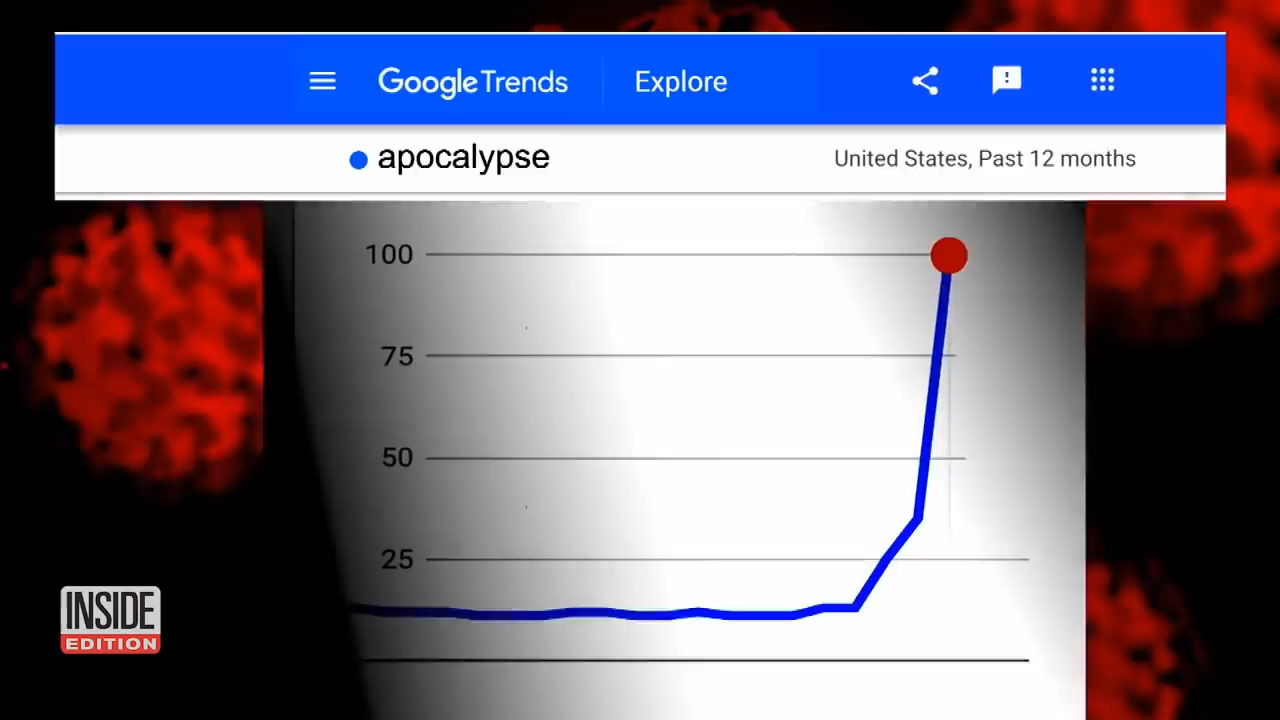 Google Trends Explore
apocalypse United States, Past 12 months
100
75
50
25
INSIDE
EDITION